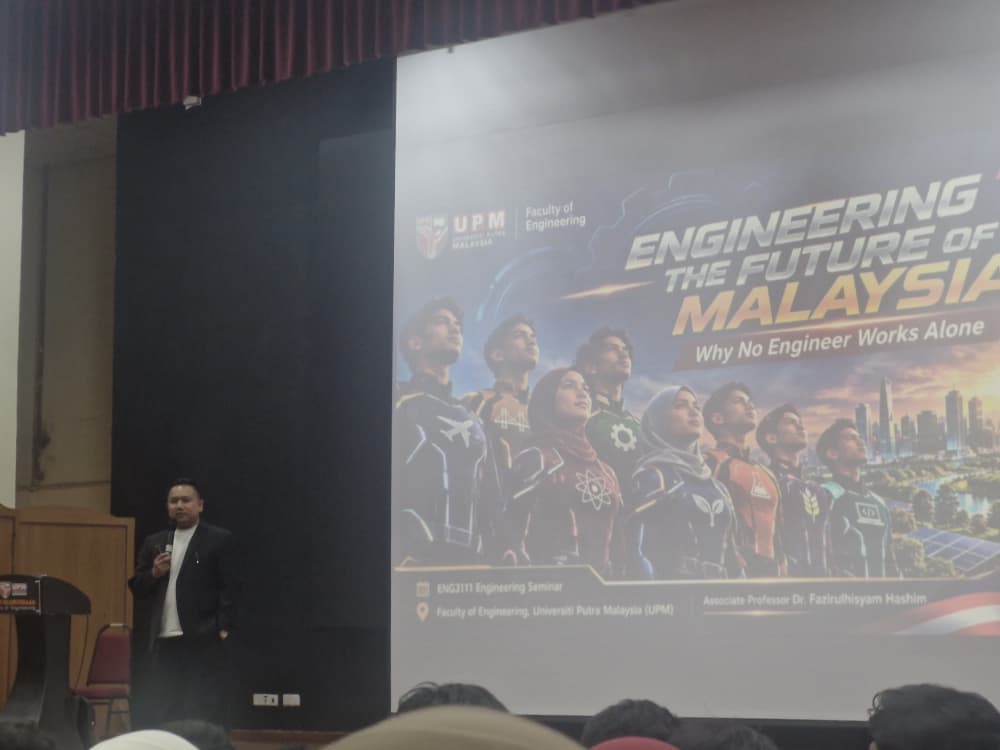 UPM
UNIVERSITI PUTRA
MALAYSIA
Faculty of
Engineering
ENGINEERING
THE FUTURE OF
MALAYSIA
Why No Engineer Works Alone
</>
ENG3111 Engineering Seminar
Faculty of Engineering, Universiti Putra Malaysia (UPM)
Associate Professor Dr. Fazirulhisyam Hashim
UPM